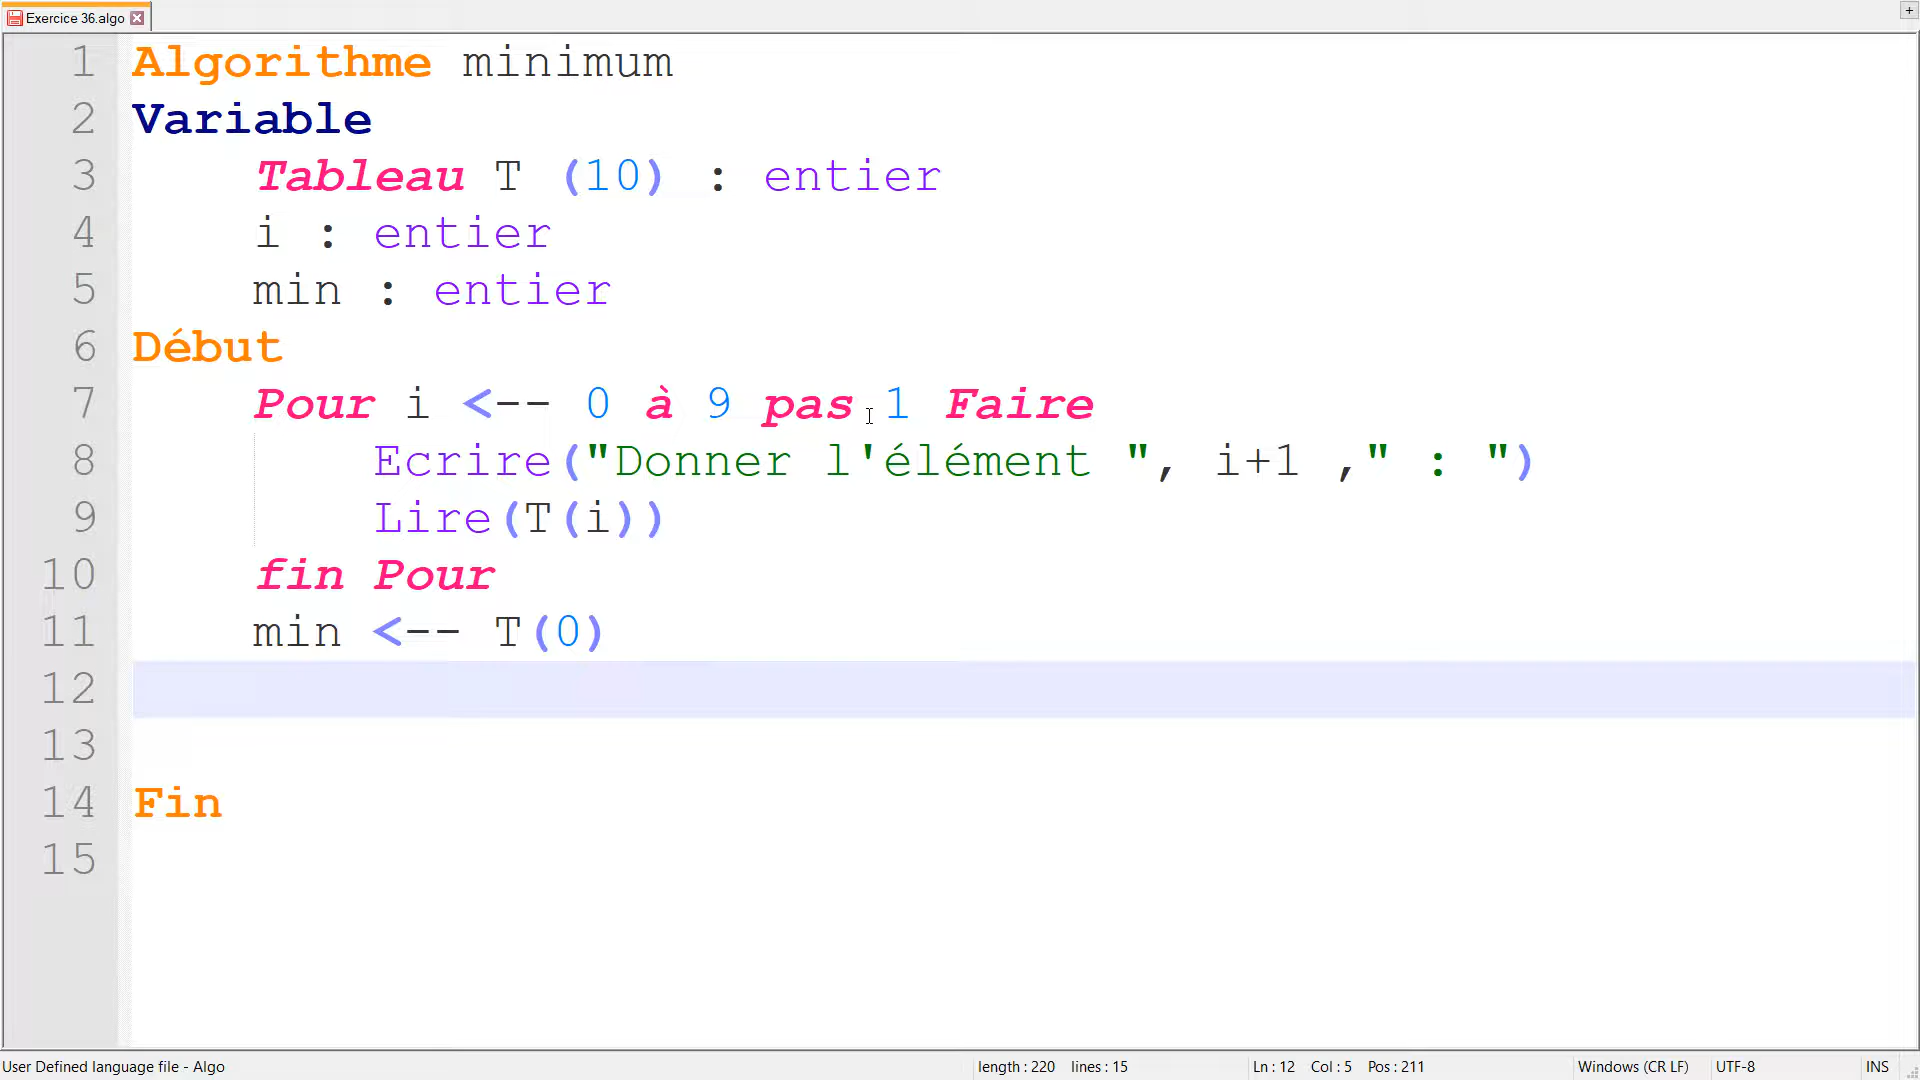 Exercice 36.algo
+
1 Algorithme minimum
2 Variable
3 Tableau T (10) : entier
4 i : entier
5 min : entier
6 Début
7 Pour i <-- 0 à 9 pas 1 Faire
8 Ecrire("Donner l'élément ", i+1 ," : ")
9 Lire(T(i))
10 fin Pour
11 min <-- T(0)
12
13
14 Fin
15
User Defined language file - Algo length : 220 lines : 15 Ln : 12 Col : 5 Pos : 211 Windows (CR LF) UTF-8 INS